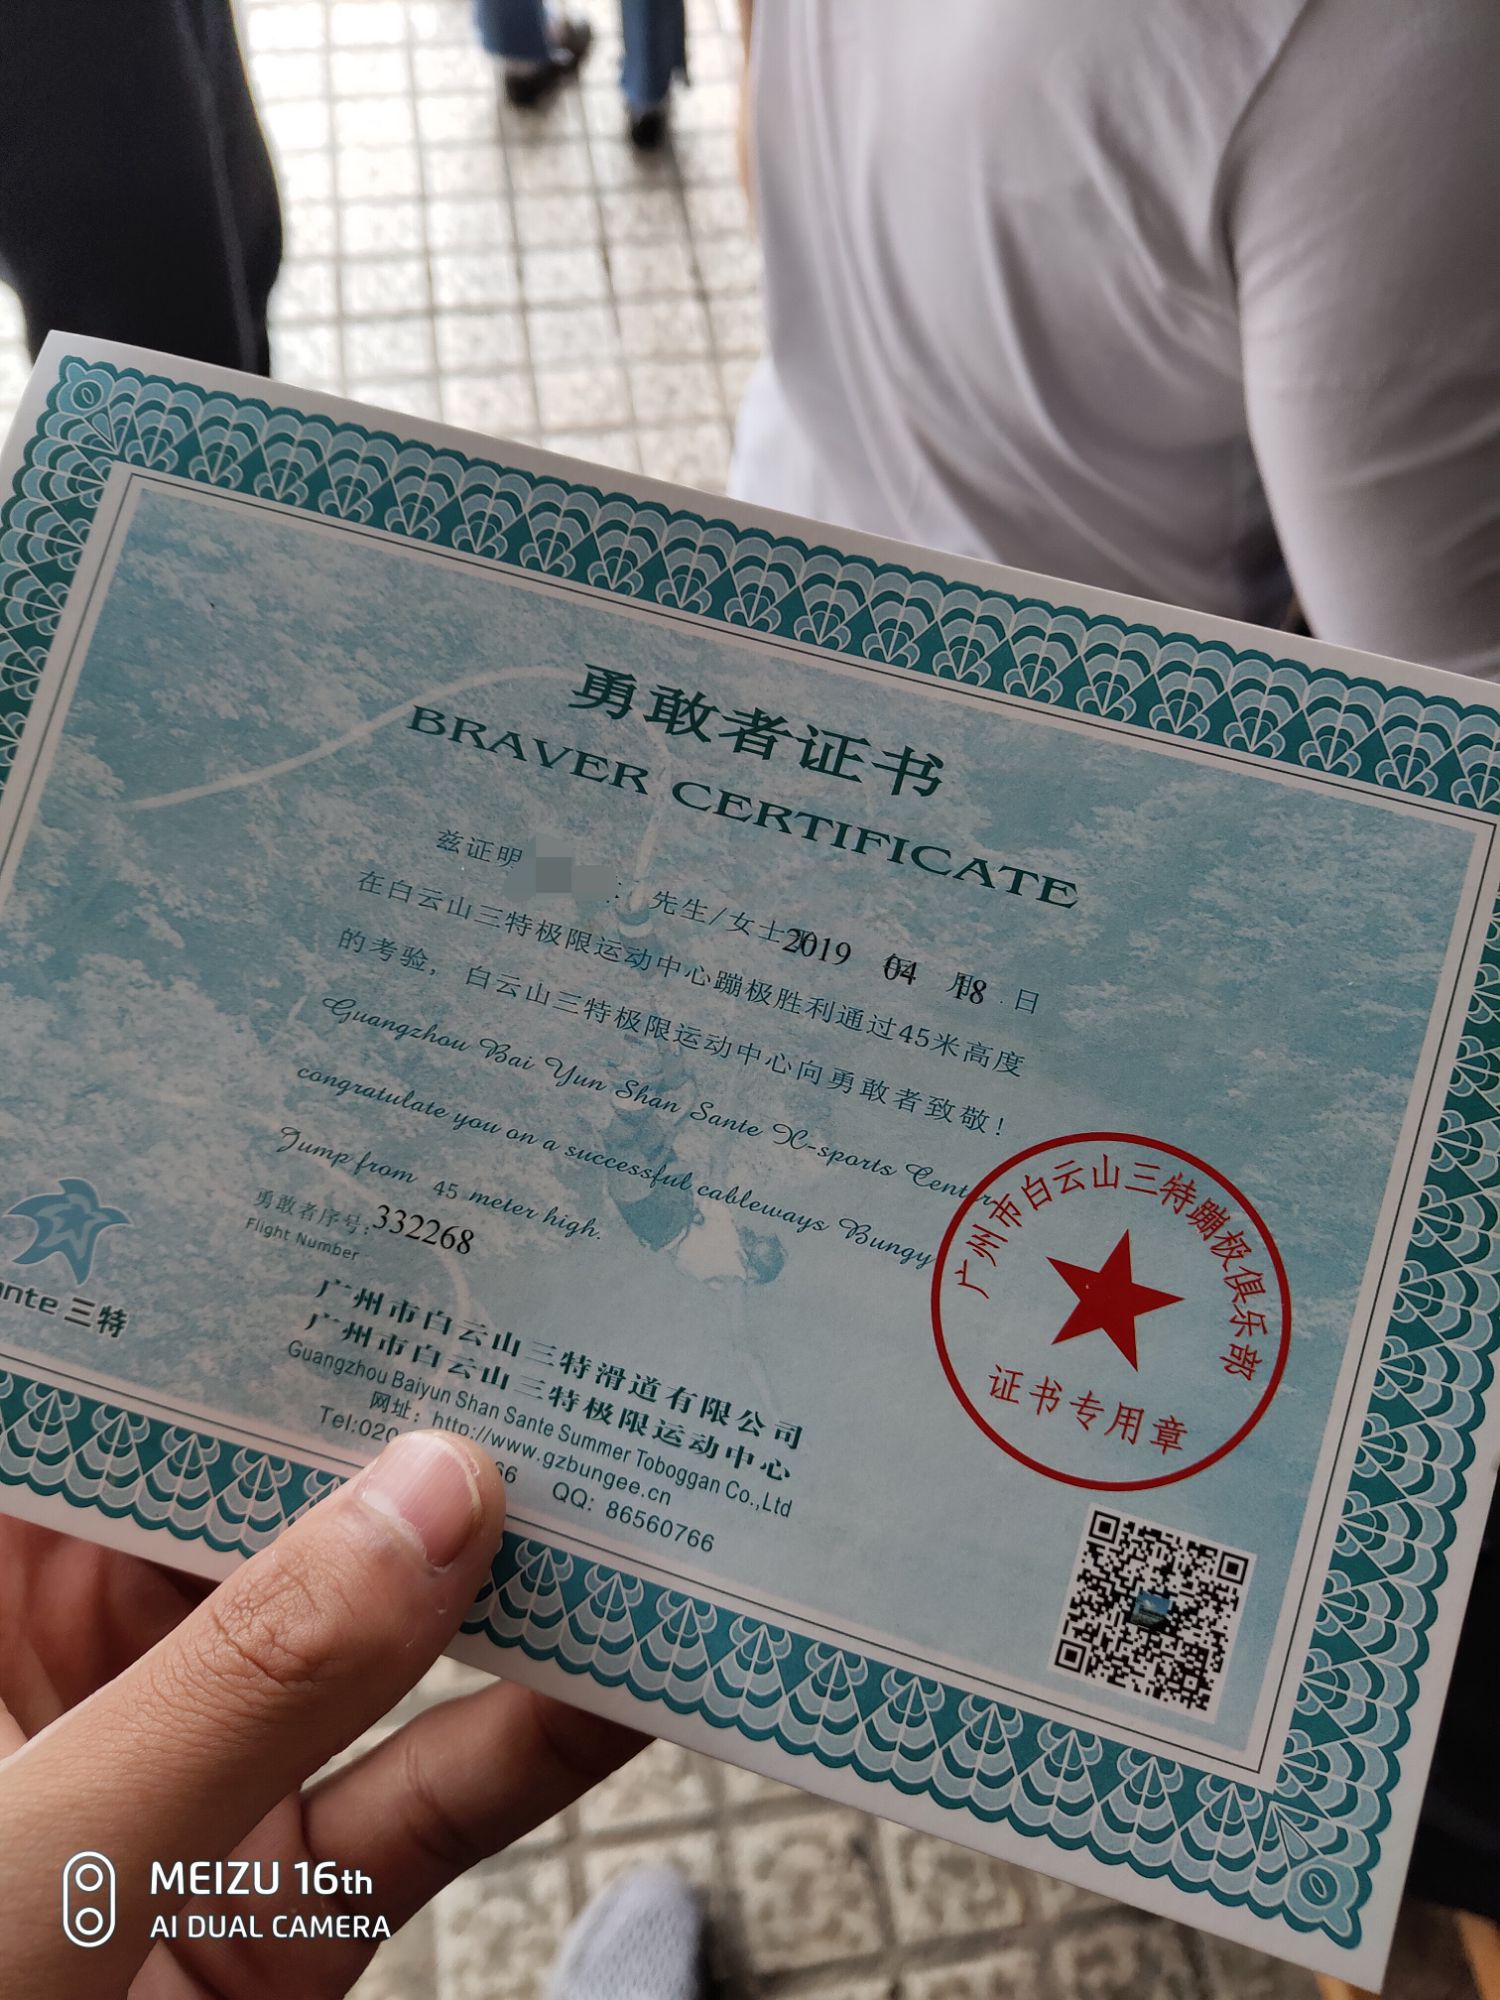 勇敢者证书
BRAVER CERTIFICATE
兹证明 先生/女士 2019 04 18 日
在白云山三特极限运动中心蹦极胜利通过45米高度
的考验，白云山三特极限运动中心向勇敢者致敬！
Guangzhou Bai Yun Shan Sante X-sports Center
congratulate you on a successful cableways Bungy
Jump from 45 meter high.
勇敢者序号:332268
Flight Number
三特
广州市白云山三特滑道有限公司
广州市白云山三特极限运动中心
Guangzhou Baiyun Shan Sante Summer Toboggan Co.,Ltd
网址：http://www.gzbungee.cn
Tel:020 66 QQ: 86560766
广州市白云山三特蹦极俱乐部
证书专用章
MEIZU 16th
AI DUAL CAMERA